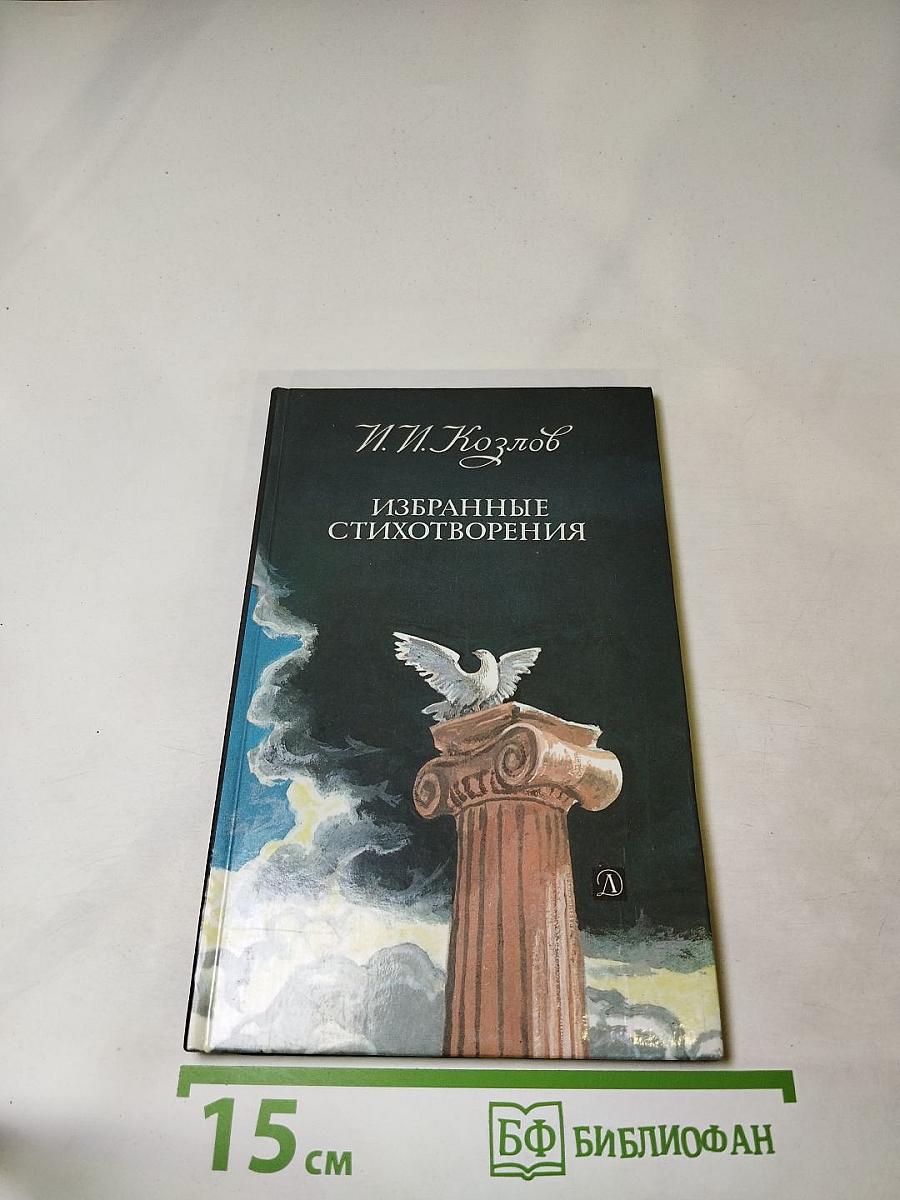 И. И. Козлов
ИЗБРАННЫЕ
СТИХОТВОРЕНИЯ
Д
15 см
БФ БИБЛИОФАН